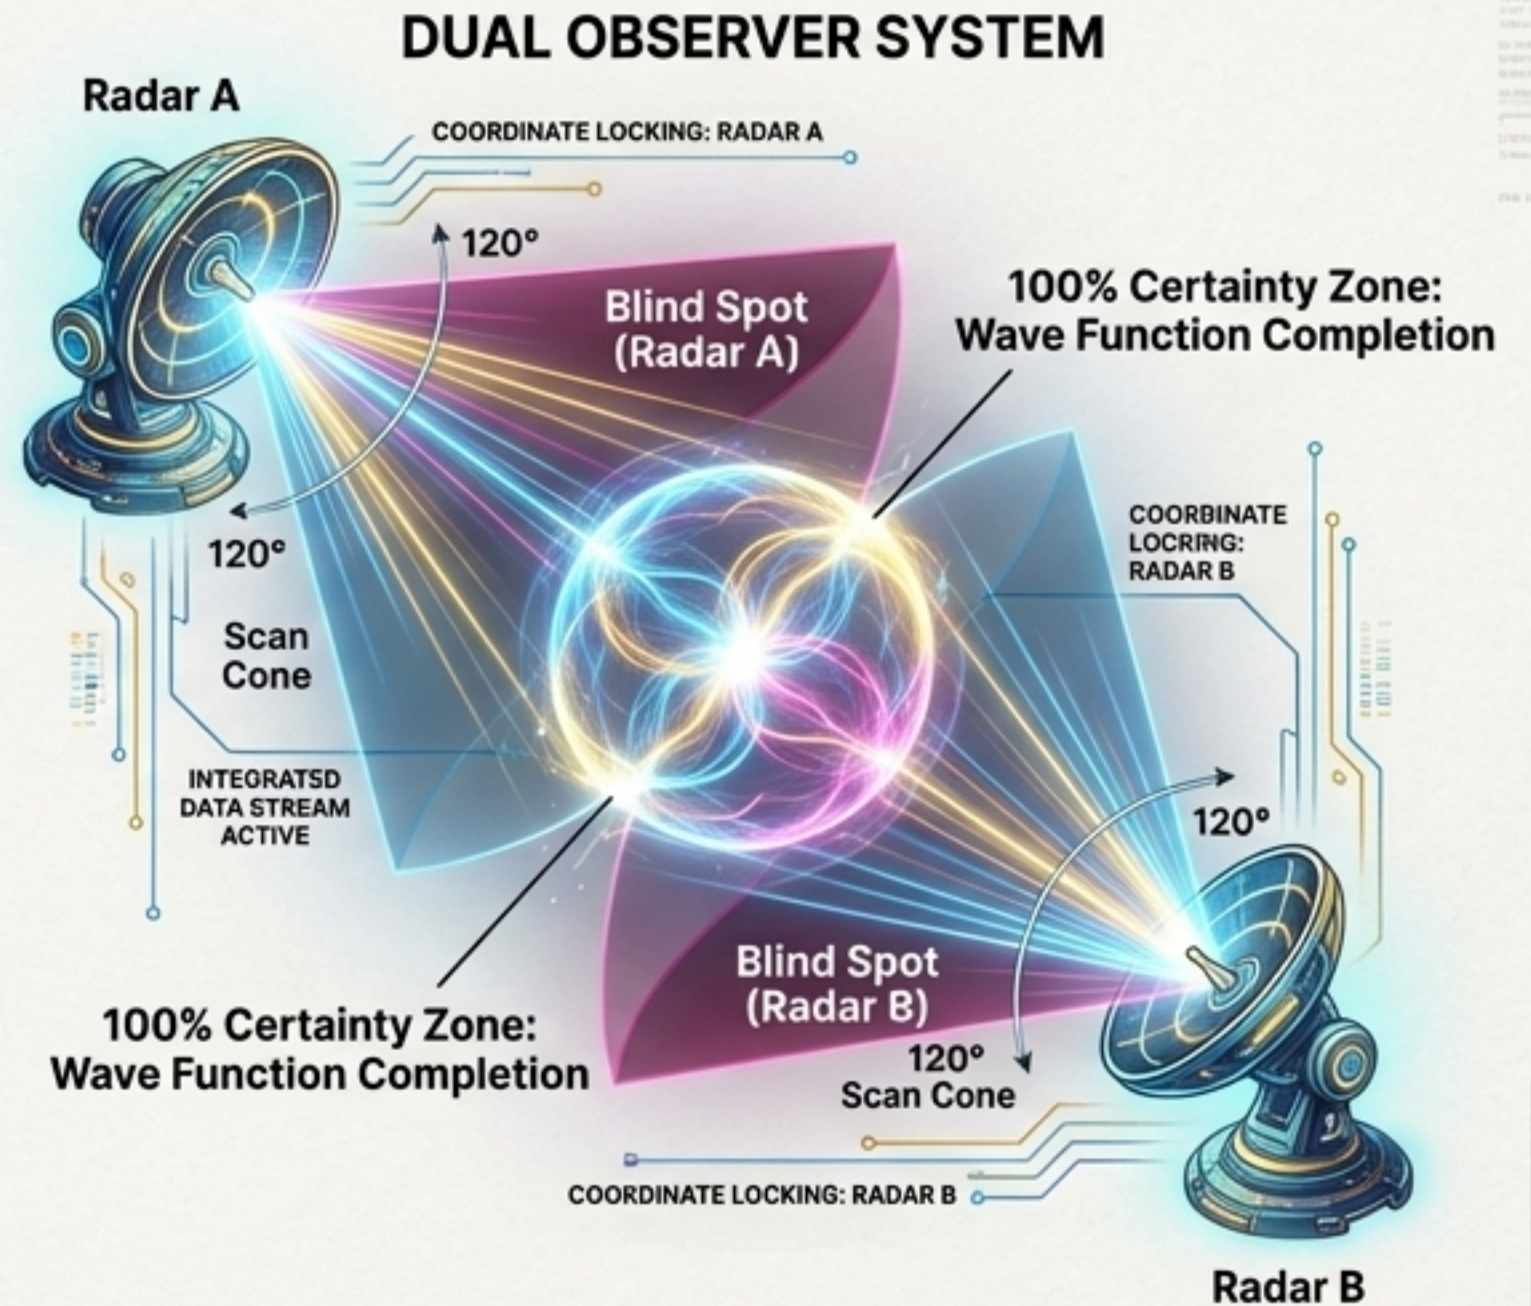 DUAL OBSERVER SYSTEM
Radar A
COORDINATE LOCKING: RADAR A
120°
Blind Spot
(Radar A)
100% Certainty Zone:
Wave Function Completion
120°
Scan
Cone
INTEGRATSD
DATA STREAM
ACTIVE
COORBINATE
LOCRING:
RADAR B
120°
Blind Spot
(Radar B)
100% Certainty Zone:
Wave Function Completion
120°
Scan Cone
COORDINATE LOCKING: RADAR B
Radar B